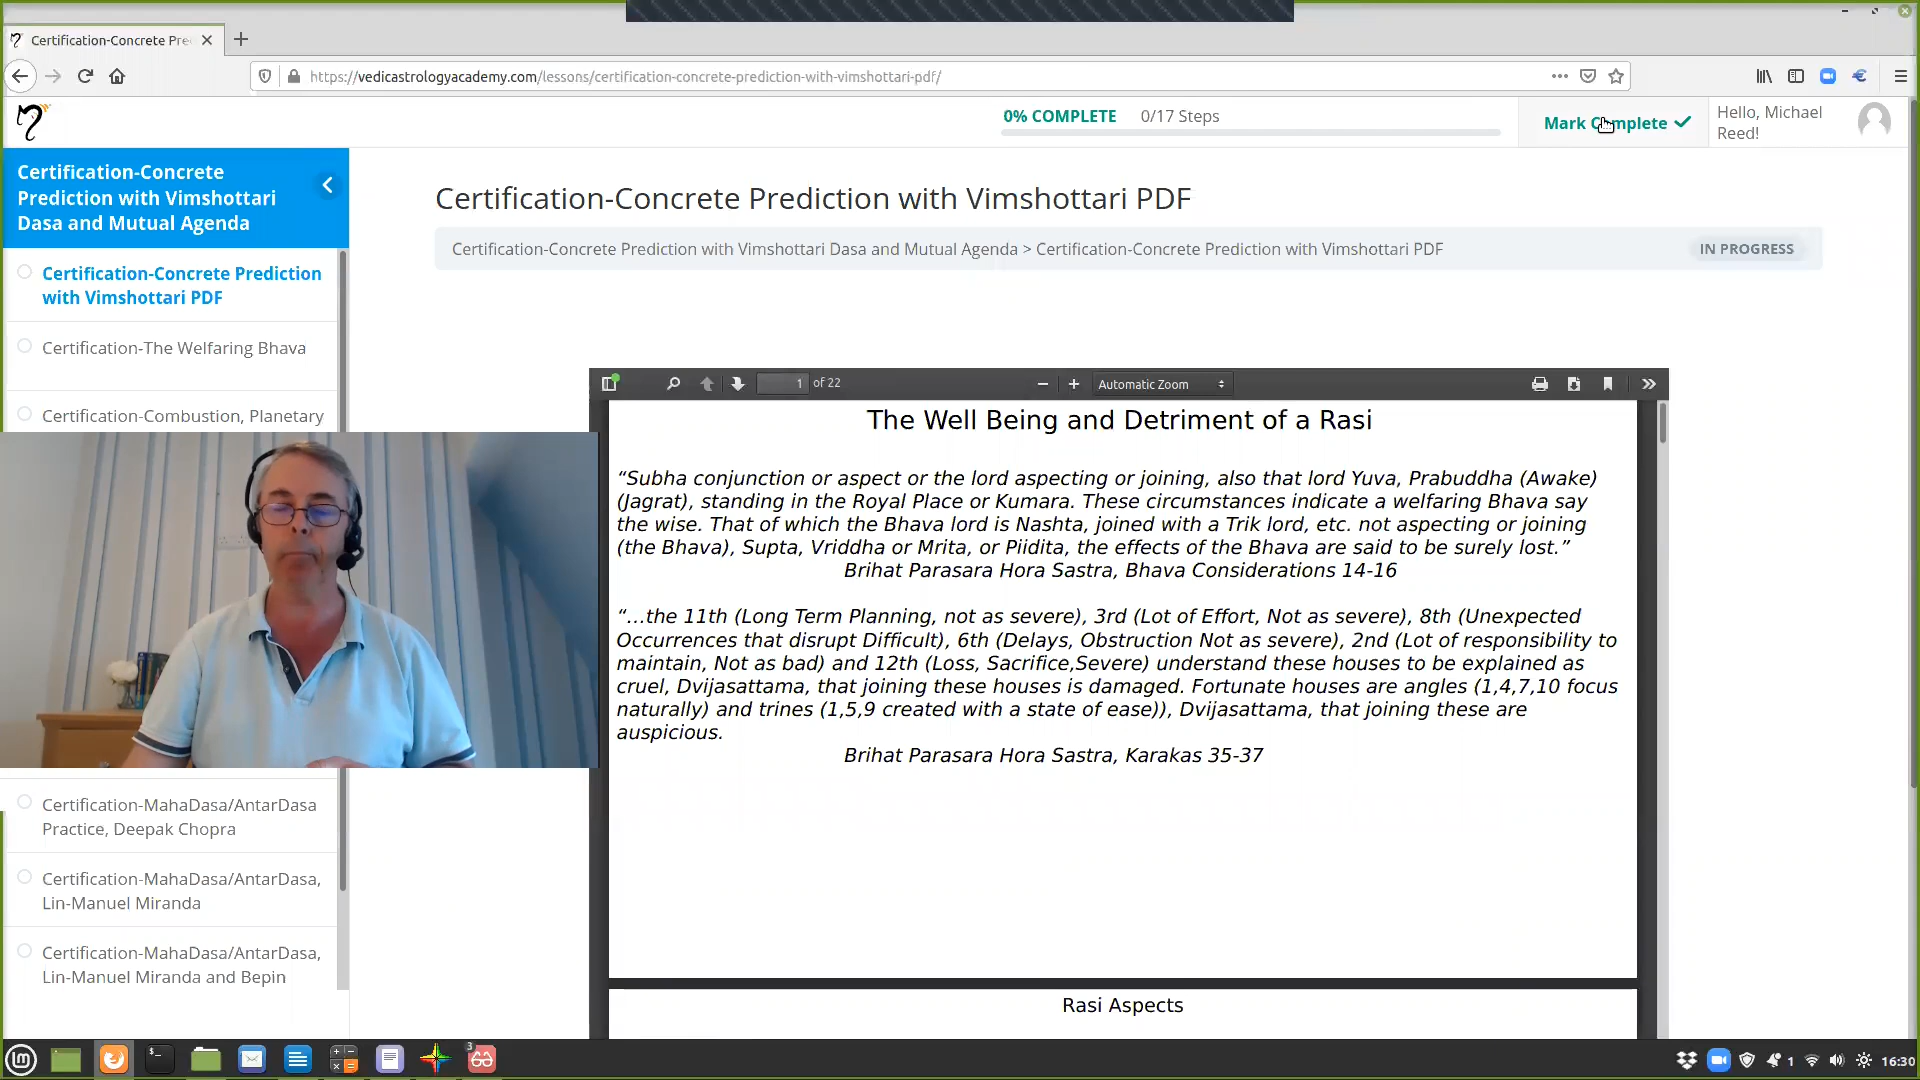 Certification-Concrete Pre
https://vedicastrologyacademy.com/lessons/certification-concrete-prediction-with-vimshottari-pdf/
0% COMPLETE 0/17 Steps
Mark Complete
Hello, Michael
Reed!
Certification-Concrete
Prediction with Vimshottari
Dasa and Mutual Agenda
Certification-Concrete Prediction
with Vimshottari PDF
Certification-The Welfaring Bhava
Certification-Combustion, Planetary
Certification-MahaDasa/AntarDasa
Practice, Deepak Chopra
Certification-MahaDasa/AntarDasa,
Lin-Manuel Miranda
Certification-MahaDasa/AntarDasa,
Lin-Manuel Miranda and Bepin
Certification-Concrete Prediction with Vimshottari PDF
Certification-Concrete Prediction with Vimshottari Dasa and Mutual Agenda > Certification-Concrete Prediction with Vimshottari PDF
IN PROGRESS
1 of 22
Automatic Zoom
The Well Being and Detriment of a Rasi
“Subha conjunction or aspect or the lord aspecting or joining, also that lord Yuva, Prabuddha (Awake)
(Jagrat), standing in the Royal Place or Kumara. These circumstances indicate a welfaring Bhava say
the wise. That of which the Bhava lord is Nashta, joined with a Trik lord, etc. not aspecting or joining
(the Bhava), Supta, Vriddha or Mrita, or Piidita, the effects of the Bhava are said to be surely lost.”
Brihat Parasara Hora Sastra, Bhava Considerations 14-16
“...the 11th (Long Term Planning, not as severe), 3rd (Lot of Effort, Not as severe), 8th (Unexpected
Occurrences that disrupt Difficult), 6th (Delays, Obstruction Not as severe), 2nd (Lot of responsibility to
maintain, Not as bad) and 12th (Loss, Sacrifice,Severe) understand these houses to be explained as
cruel, Dvijasattama, that joining these houses is damaged. Fortunate houses are angles (1,4,7,10 focus
naturally) and trines (1,5,9 created with a state of ease)), Dvijasattama, that joining these are
auspicious.
Brihat Parasara Hora Sastra, Karakas 35-37
Rasi Aspects
3
1
16:30